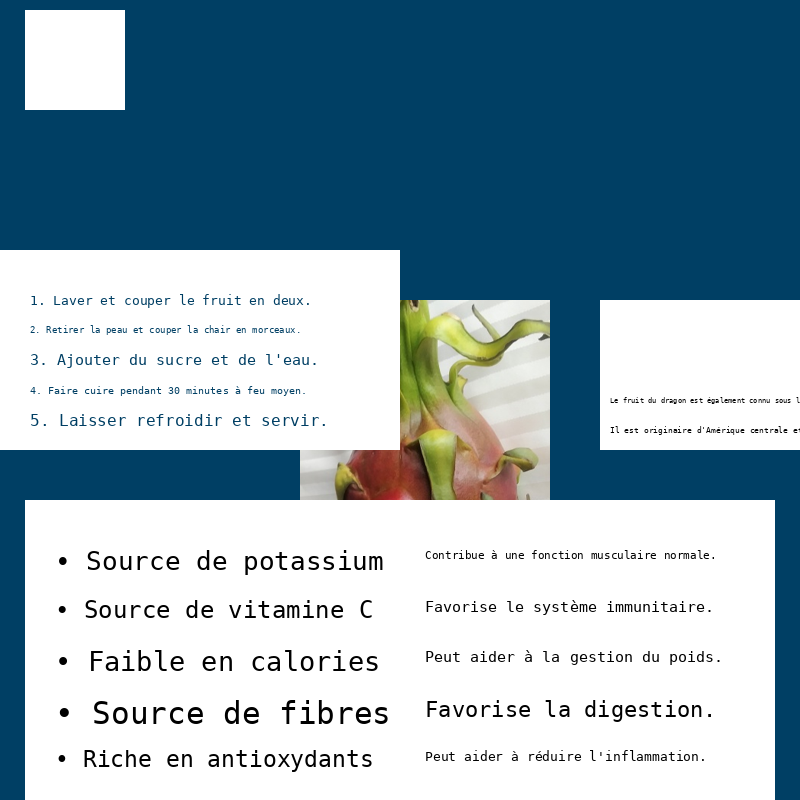 1. Laver et couper le fruit en deux.
2. Retirer la peau et couper la chair en morceaux.
3. Ajouter du sucre et de l'eau.
4. Faire cuire pendant 30 minutes à feu moyen.
5. Laisser refroidir et servir.
Le fruit du dragon est également connu sous
Il est originaire d'Amérique centrale et
• Source de potassium
Contribue à une fonction musculaire normale.
• Source de vitamine C
Favorise le système immunitaire.
• Faible en calories
Peut aider à la gestion du poids.
• Source de fibres
Favorise la digestion.
• Riche en antioxydants
Peut aider à réduire l'inflammation.